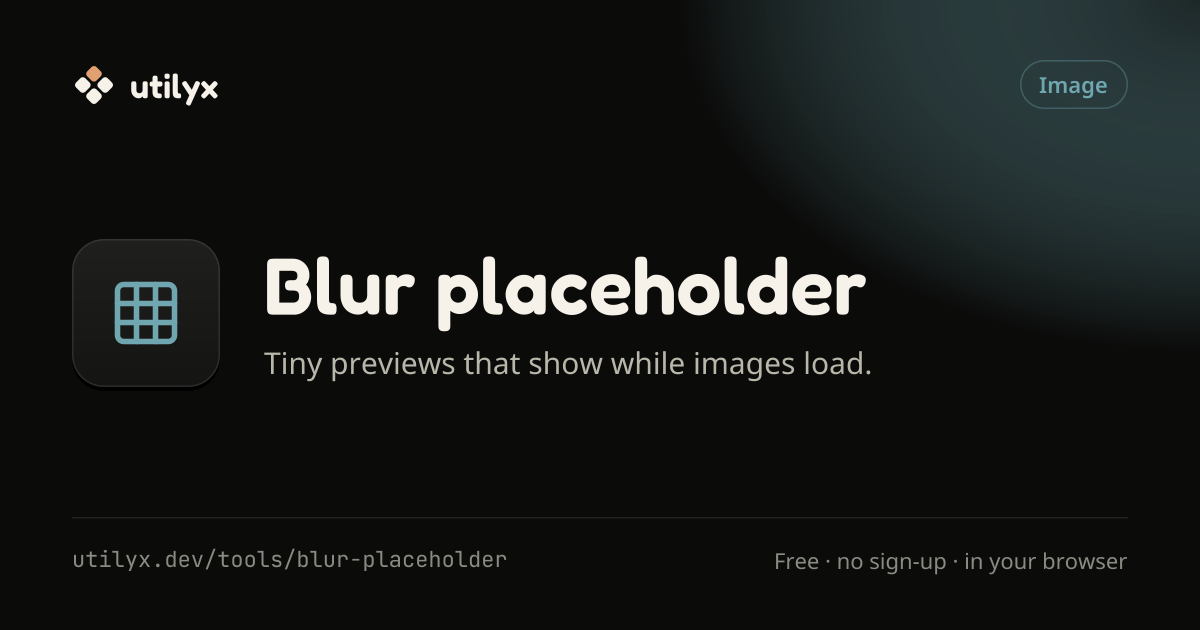 utilyx
Image
Blur placeholder
Tiny previews that show while images load.
utilyx.dev/tools/blur-placeholder
Free · no sign-up · in your browser